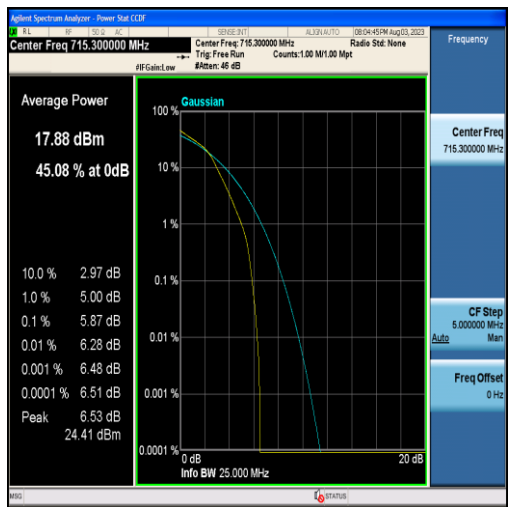 Agilent Spectrum Analyzer - Power Stat CCDF
RL RF 50 Ω AC SENSE:INT ALIGN AUTO 08:04:45 PM Aug 03, 2023
Center Freq 715.300000 MHz
Center Freq: 715.300000 MHz Radio Std: None
Trig: Free Run Counts:1.00 M/1.00 Mpt
#IFGain:Low #Atten: 46 dB
Frequency
Average Power
17.88 dBm
45.08 % at 0dB
10.0 % 2.97 dB
1.0 % 5.00 dB
0.1 % 5.87 dB
0.01 % 6.28 dB
0.001 % 6.48 dB
0.0001 % 6.51 dB
Peak 6.53 dB
24.41 dBm
Gaussian
100 %
10 %
1 %
0.1 %
0.01 %
0.001 %
0.0001 %
0 dB 20 dB
Info BW 25.000 MHz
Center Freq
715.300000 MHz
CF Step
5.000000 MHz
Auto Man
Freq Offset
0 Hz
MSG STATUS